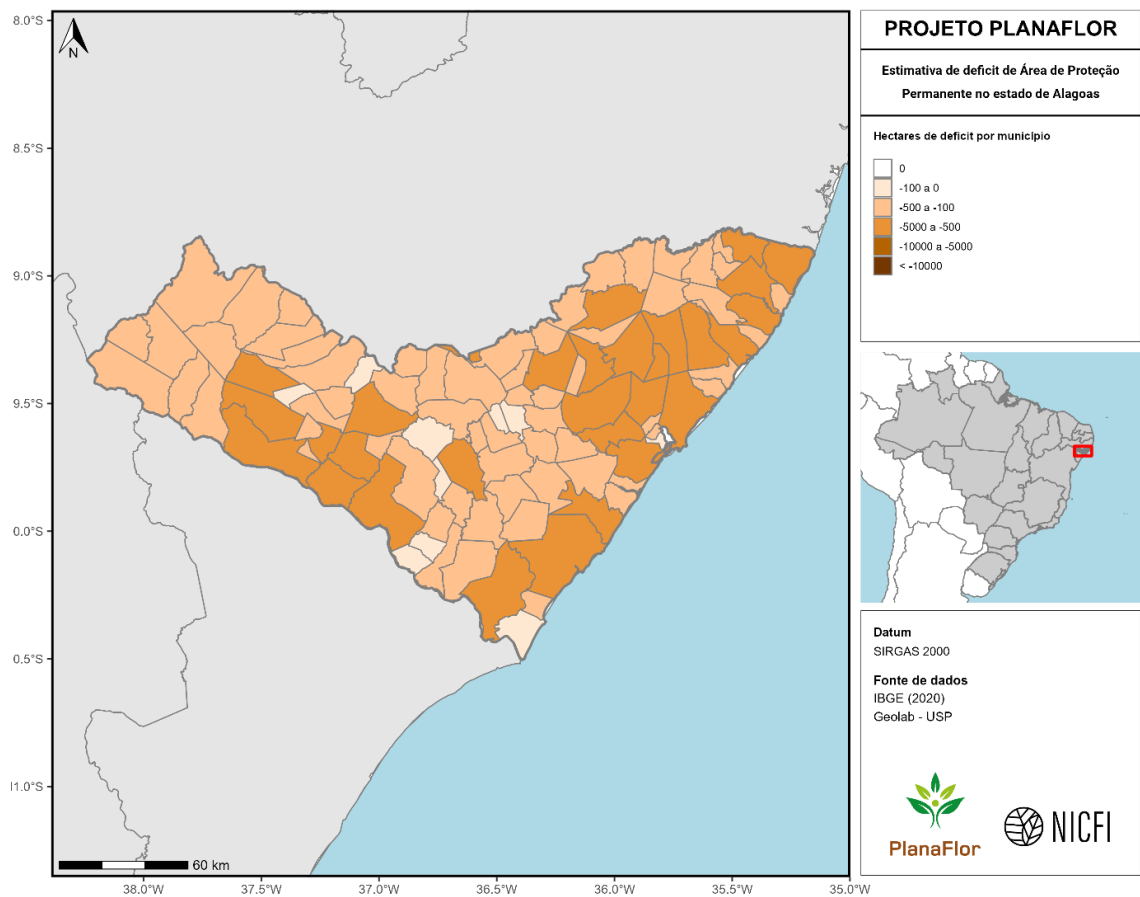 8.0°S
8.5°S
9.0°S
9.5°S
0.0°S
0.5°S
l1.0°S
N
60 km
38.0°W
37.5°W
37.0°W
36.5°W
36.0°W
35.5°W
35.0°W
PROJETO PLANAFLOR
Estimativa de deficit de Área de Proteção
Permanente no estado de Alagoas
Hectares de deficit por município
0
-100 a 0
-500 a -100
-5000 a -500
-10000 a -5000
< -10000
Datum
SIRGAS 2000
Fonte de dados
IBGE (2020)
Geolab - USP
PlanaFlor
NICFI